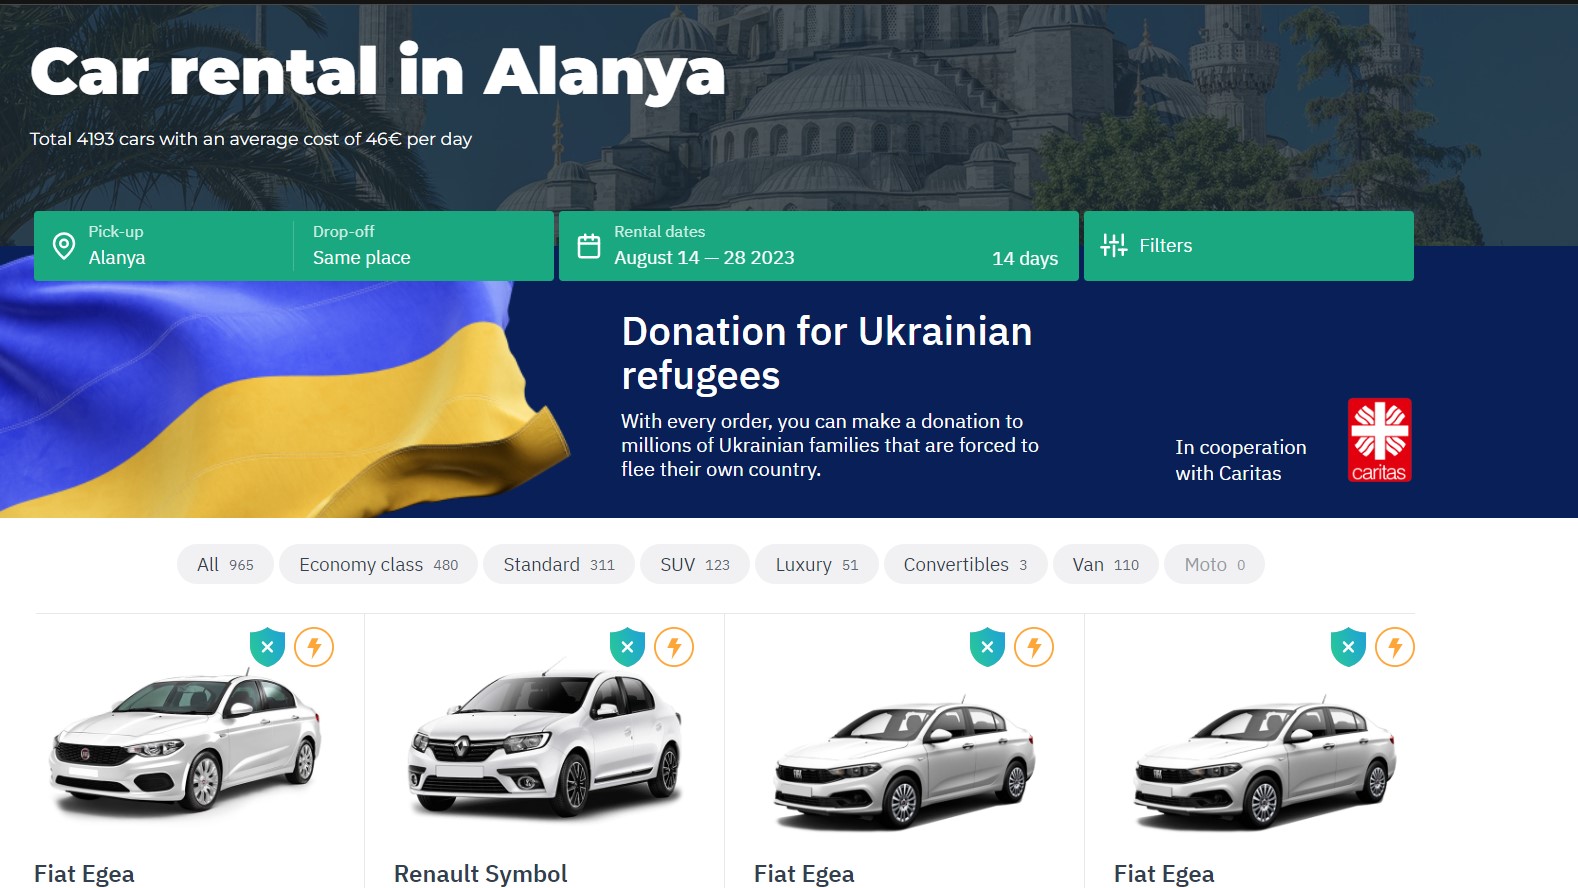 Car rental in Alanya
Total 4193 cars with an average cost of 46€ per day
Pick-up
Alanya
Drop-off
Same place
Rental dates
August 14 — 28 2023
14 days
Filters
Donation for Ukrainian
refugees
With every order, you can make a donation to
millions of Ukrainian families that are forced to
flee their own country.
In cooperation
with Caritas
caritas
All 965
Economy class 480
Standard 311
SUV 123
Luxury 51
Convertibles 3
Van 110
Moto 0
Fiat Egea
Renault Symbol
Fiat Egea
Fiat Egea